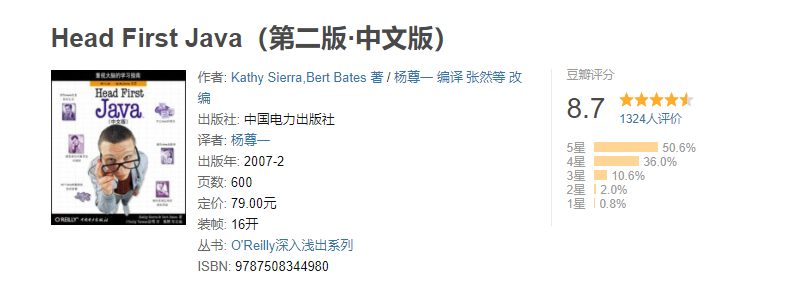 Head First Java（第二版·中文版）
重视大脑的学习指南
Head First
Java
(中文版)
O'REILLY
作者: Kathy Sierra,Bert Bates 著 / 杨尊一 编译 张然等 改
编
出版社: 中国电力出版社
译者: 杨尊一
出版年: 2007-2
页数: 600
定价: 79.00元
装帧: 16开
丛书: O'Reilly深入浅出系列
ISBN: 9787508344980
豆瓣评分
8.7
1324人评价
5星 50.6%
4星 36.0%
3星 10.6%
2星 2.0%
1星 0.8%